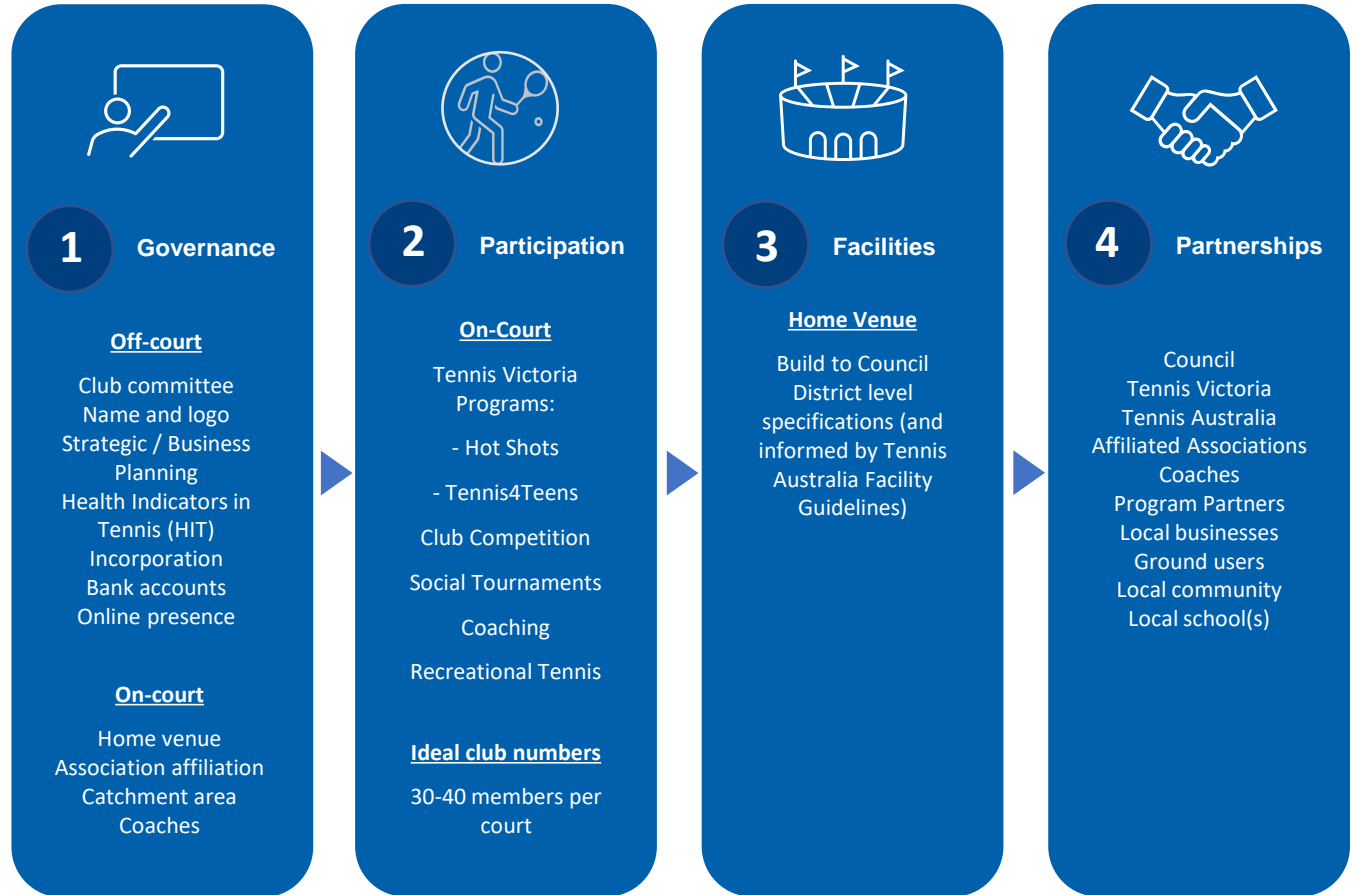 1
Governance
Off-court
Club committee
Name and logo
Strategic / Business
Planning
Health Indicators in
Tennis (HIT)
Incorporation
Bank accounts
Online presence
On-court
Home venue
Association affiliation
Catchment area
Coaches
2
Participation
On-Court
Tennis Victoria
Programs:
- Hot Shots
- Tennis4Teens
Club Competition
Social Tournaments
Coaching
Recreational Tennis
Ideal club numbers
30-40 members per
court
3
Facilities
Home Venue
Build to Council
District level
specifications (and
informed by Tennis
Australia Facility
Guidelines)
4
Partnerships
Council
Tennis Victoria
Tennis Australia
Affiliated Associations
Coaches
Program Partners
Local businesses
Ground users
Local community
Local school(s)